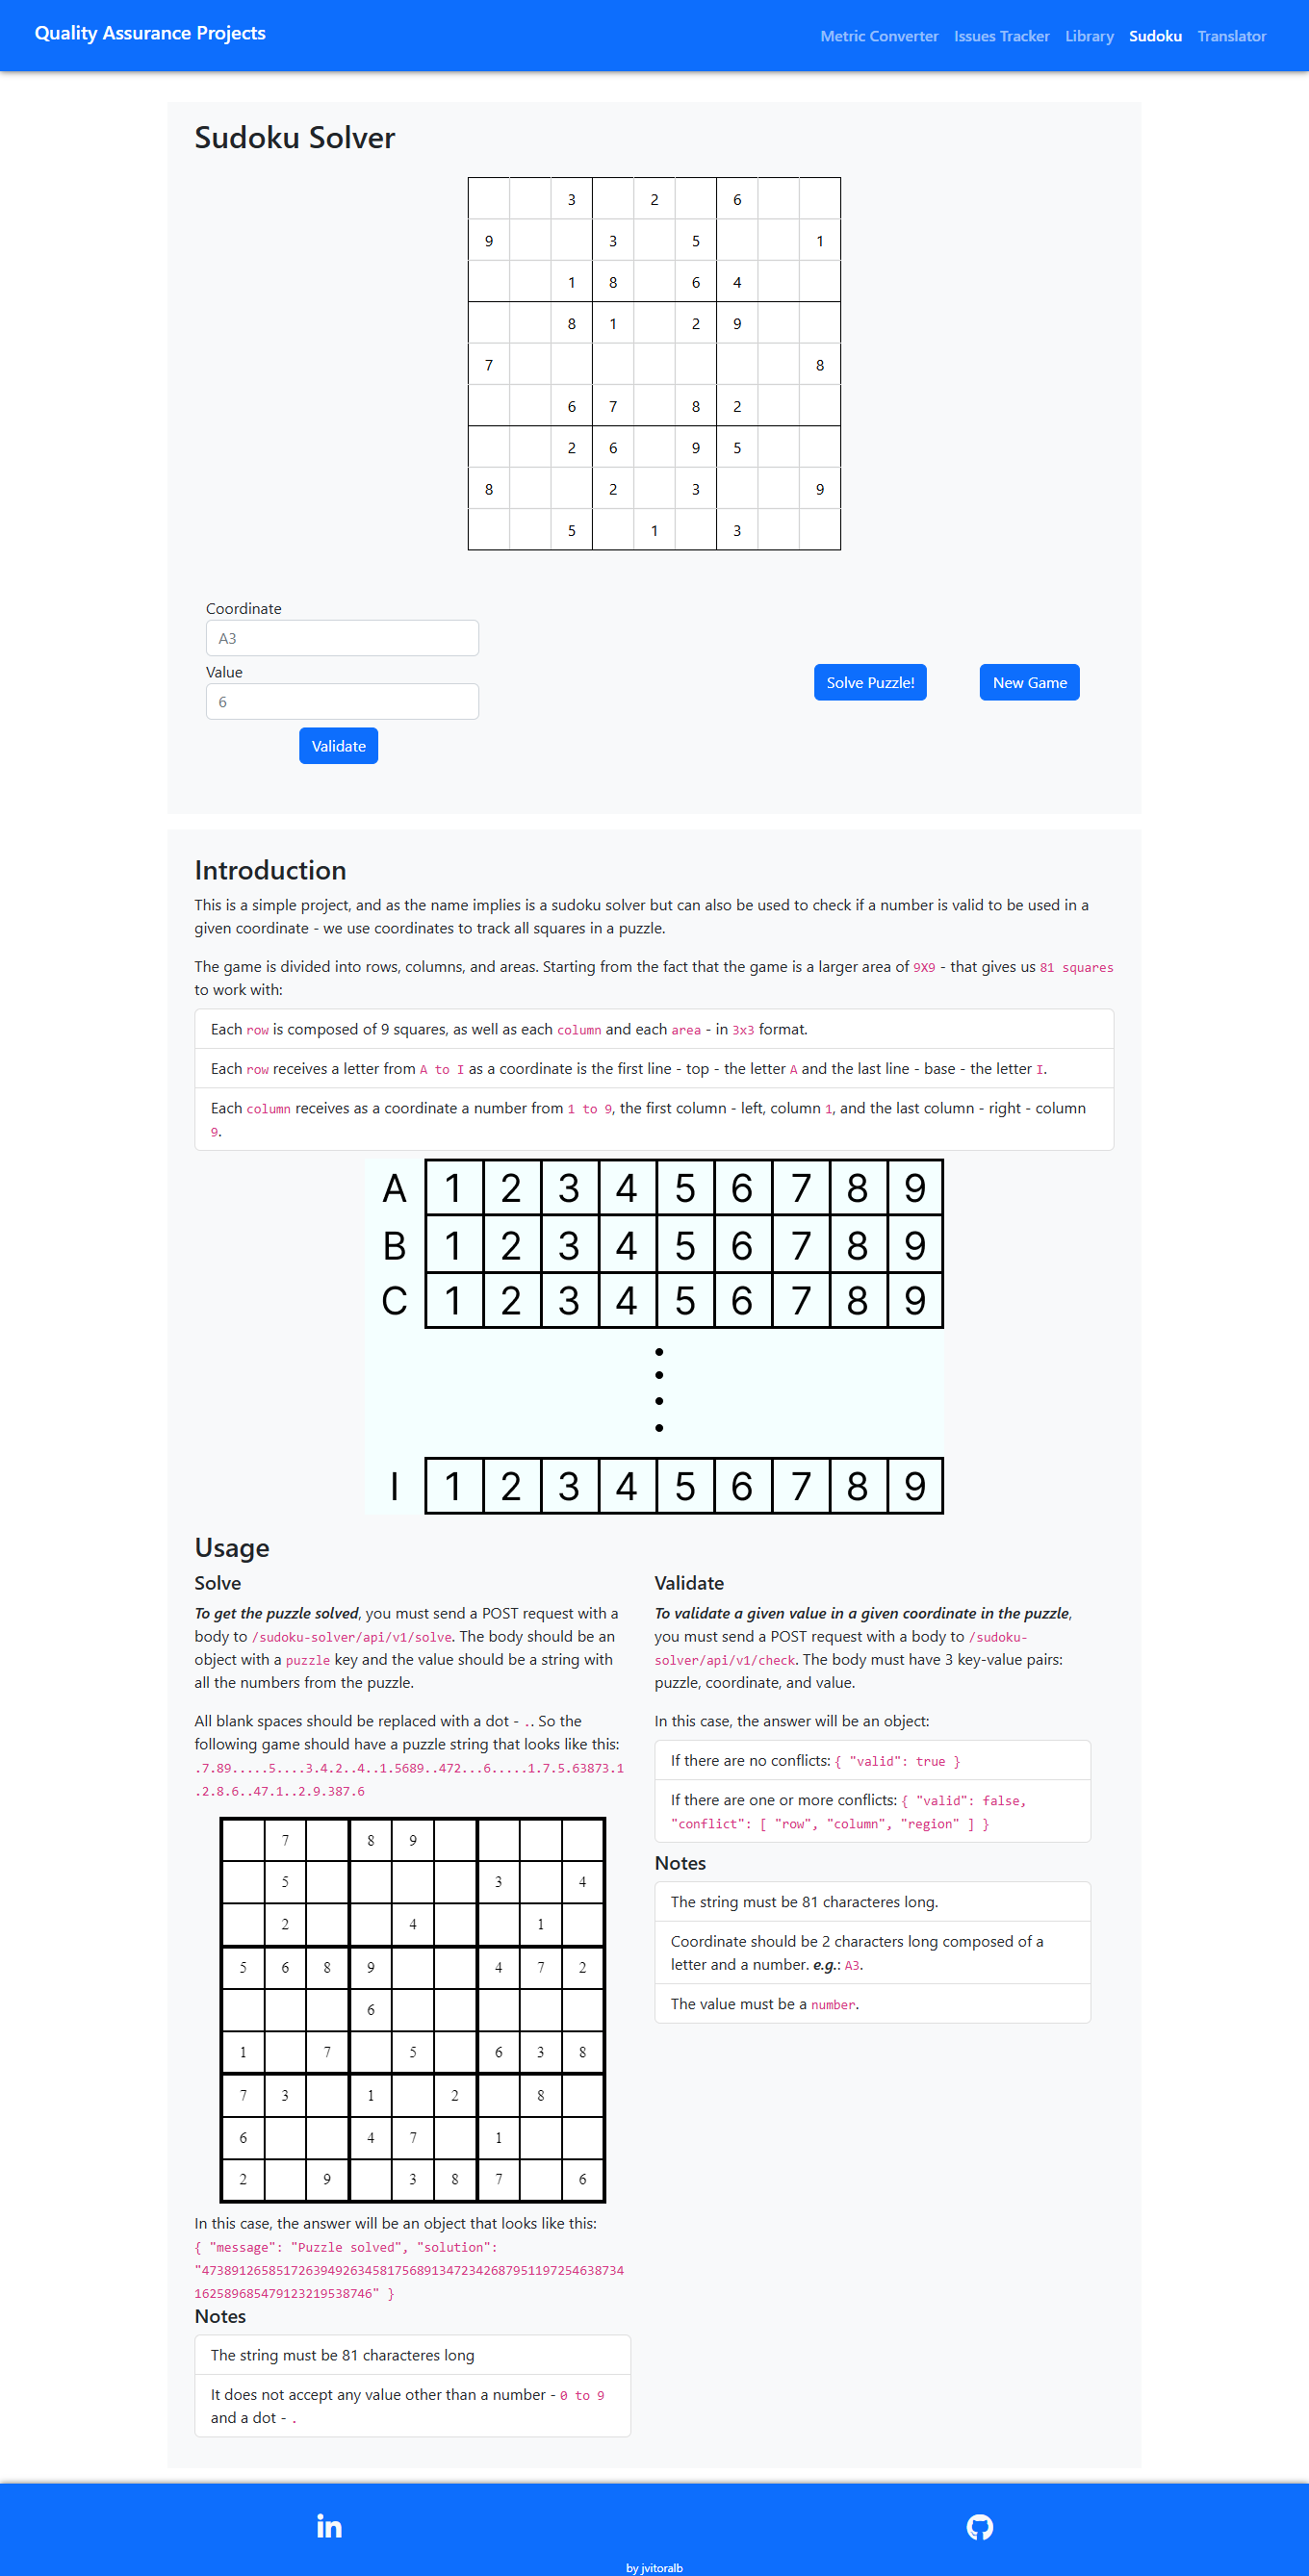 Quality Assurance Projects
Metric Converter Issues Tracker Library Sudoku Translator
Sudoku Solver
3 2 6
9 3 5 1
1 8 6 4
8 1 2 9
7 8
6 7 8 2
2 6 9 5
8 2 3 9
5 1 3
Coordinate
A3
Value
6
Solve Puzzle! New Game
Validate
Introduction
This is a simple project, and as the name implies is a sudoku solver but can also be used to check if a number is valid to be used in a
given coordinate - we use coordinates to track all squares in a puzzle.
The game is divided into rows, columns, and areas. Starting from the fact that the game is a larger area of 9X9 - that gives us 81 squares
to work with:
Each row is composed of 9 squares, as well as each column and each area - in 3x3 format.
Each row receives a letter from A to I as a coordinate is the first line - top - the letter A and the last line - base - the letter I.
Each column receives as a coordinate a number from 1 to 9, the first column - left, column 1, and the last column - right - column
9.
A 1 2 3 4 5 6 7 8 9
B 1 2 3 4 5 6 7 8 9
C 1 2 3 4 5 6 7 8 9
I 1 2 3 4 5 6 7 8 9
Usage
Solve
To get the puzzle solved, you must send a POST request with a
body to /sudoku-solver/api/v1/solve. The body should be an
object with a puzzle key and the value should be a string with
all the numbers from the puzzle.
All blank spaces should be replaced with a dot - .. So the
following game should have a puzzle string that looks like this:
.7.89.....5....3.4.2..4..1.5689..472...6.....1.7.5.63873.1
.2.8.6..47.1..2.9.387.6
7 8 9
5 3 4
2 4 1
5 6 8 9 4 7 2
6
1 7 5 6 3 8
7 3 1 2 8
6 4 7 1
2 9 3 8 7 6
In this case, the answer will be an object that looks like this:
{ "message": "Puzzle solved", "solution":
"473891265851726394926345817568913472342687951197254638734
162589685479123219538746" }
Notes
The string must be 81 characteres long
It does not accept any value other than a number - 0 to 9
and a dot - .
Validate
To validate a given value in a given coordinate in the puzzle,
you must send a POST request with a body to /sudoku-
solver/api/v1/check. The body must have 3 key-value pairs:
puzzle, coordinate, and value.
In this case, the answer will be an object:
If there are no conflicts: { "valid": true }
If there are one or more conflicts: { "valid": false,
"conflict": [ "row", "column", "region" ] }
Notes
The string must be 81 characteres long.
Coordinate should be 2 characters long composed of a
letter and a number. e.g.: A3.
The value must be a number.
in
by jvitoralb